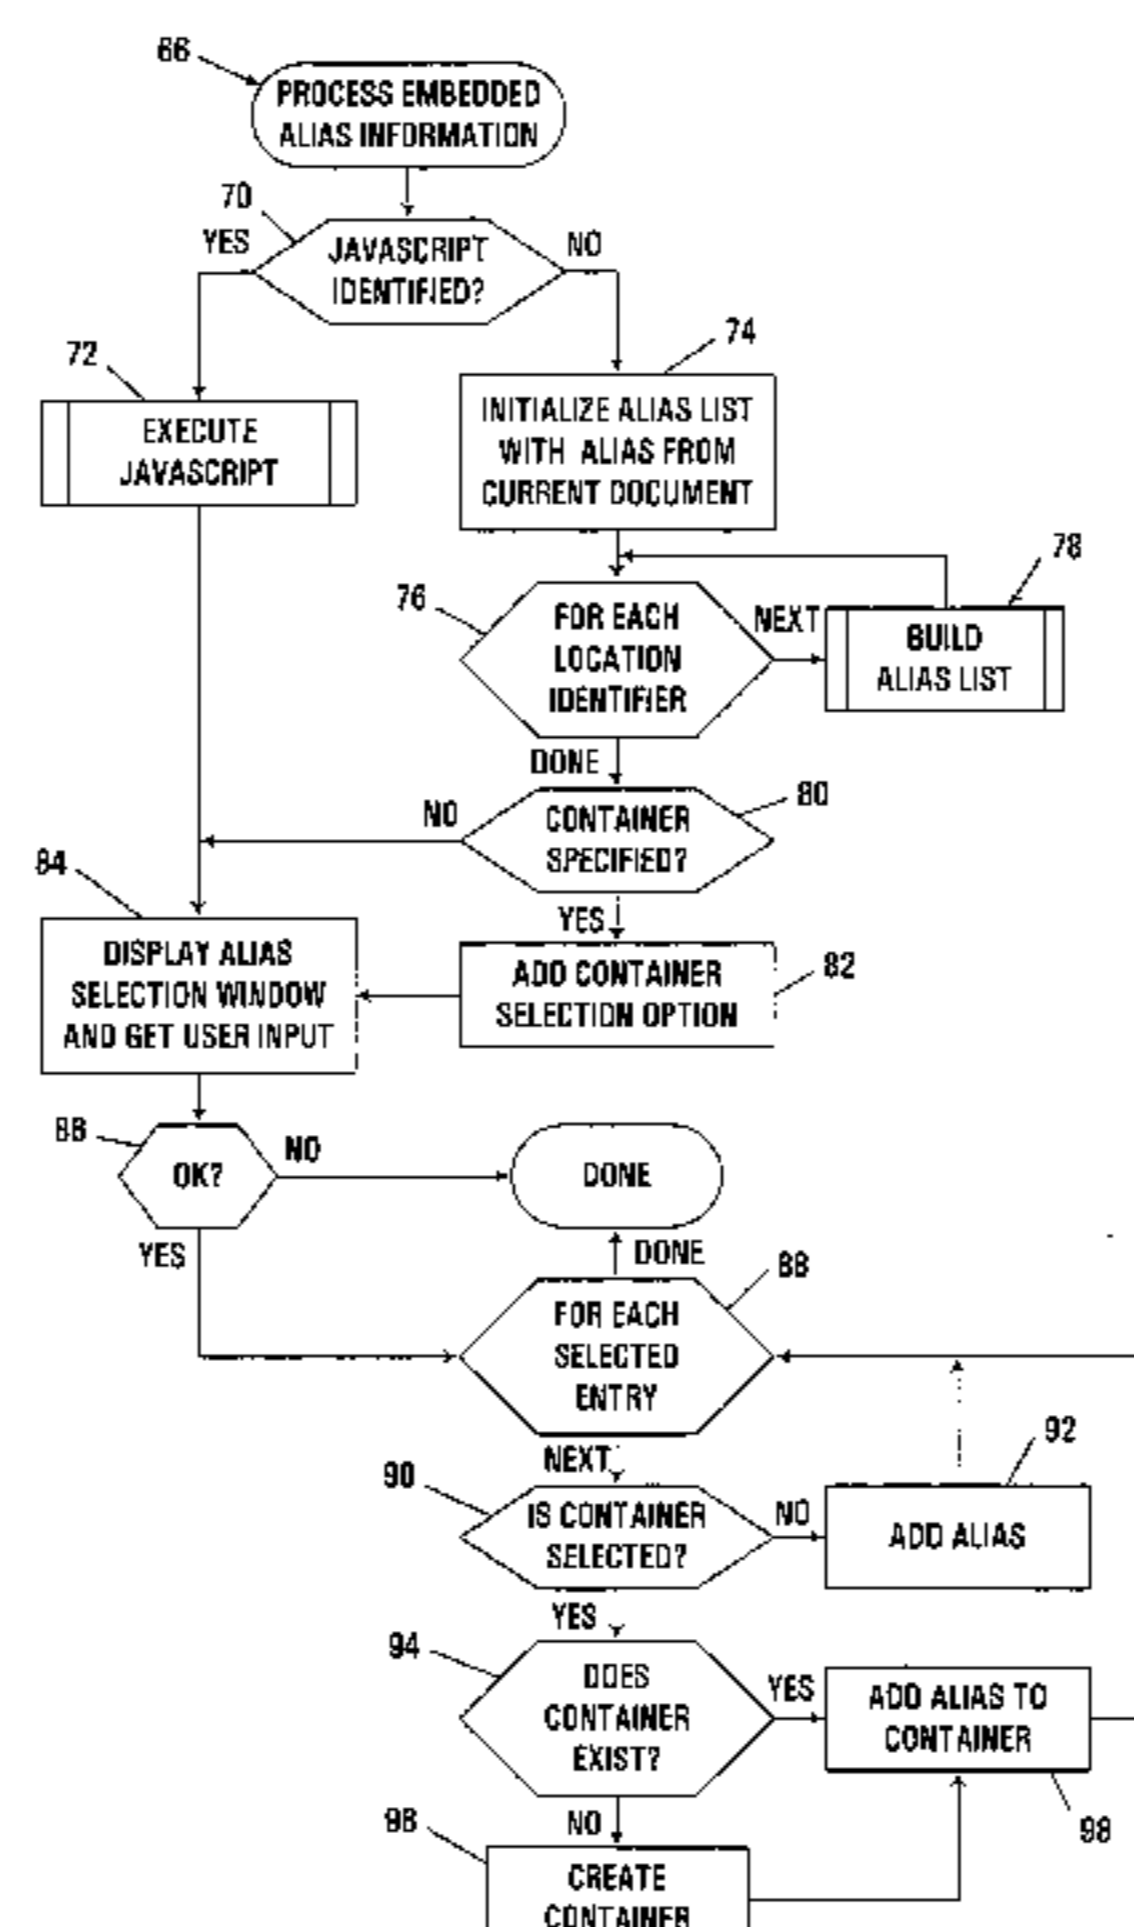 66
PROCESS EMBEDDED
ALIAS INFORMATION
70
YES
JAVASCRIPT
IDENTIFIED?
NO
72
EXECUTE
JAVASCRIPT
74
INITIALIZE ALIAS LIST
WITH ALIAS FROM
CURRENT DOCUMENT
76
FOR EACH
LOCATION
IDENTIFIER
NEXT
78
BUILD
ALIAS LIST
DONE
NO
CONTAINER
SPECIFIED?
80
84
YES
DISPLAY ALIAS
SELECTION WINDOW
AND GET USER INPUT
ADD CONTAINER
SELECTION OPTION
82
86
OK?
NO
DONE
YES
DONE
88
FOR EACH
SELECTED
ENTRY
NEXT
90
IS CONTAINER
SELECTED?
NO
92
ADD ALIAS
YES
94
DOES
CONTAINER
EXIST?
YES
ADD ALIAS TO
CONTAINER
98
NO
96
CREATE
CONTAINER